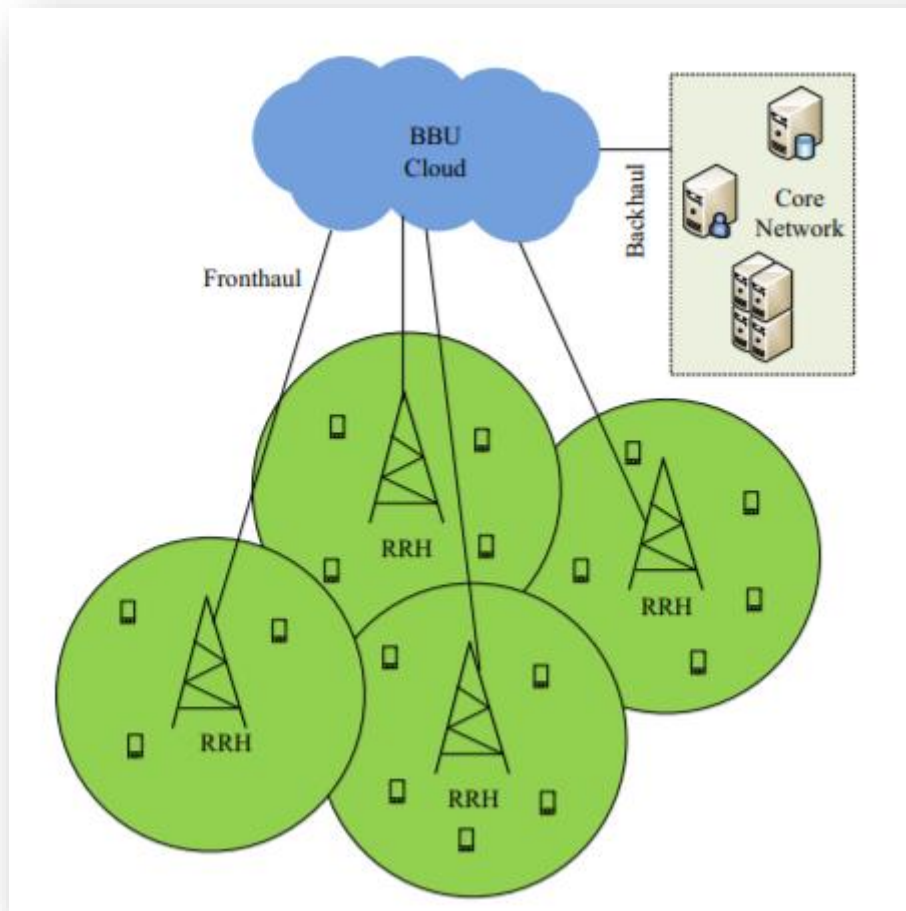 BBU
Cloud
Backhaul
Core
Network
Fronthaul
RRH
RRH
RRH
RRH